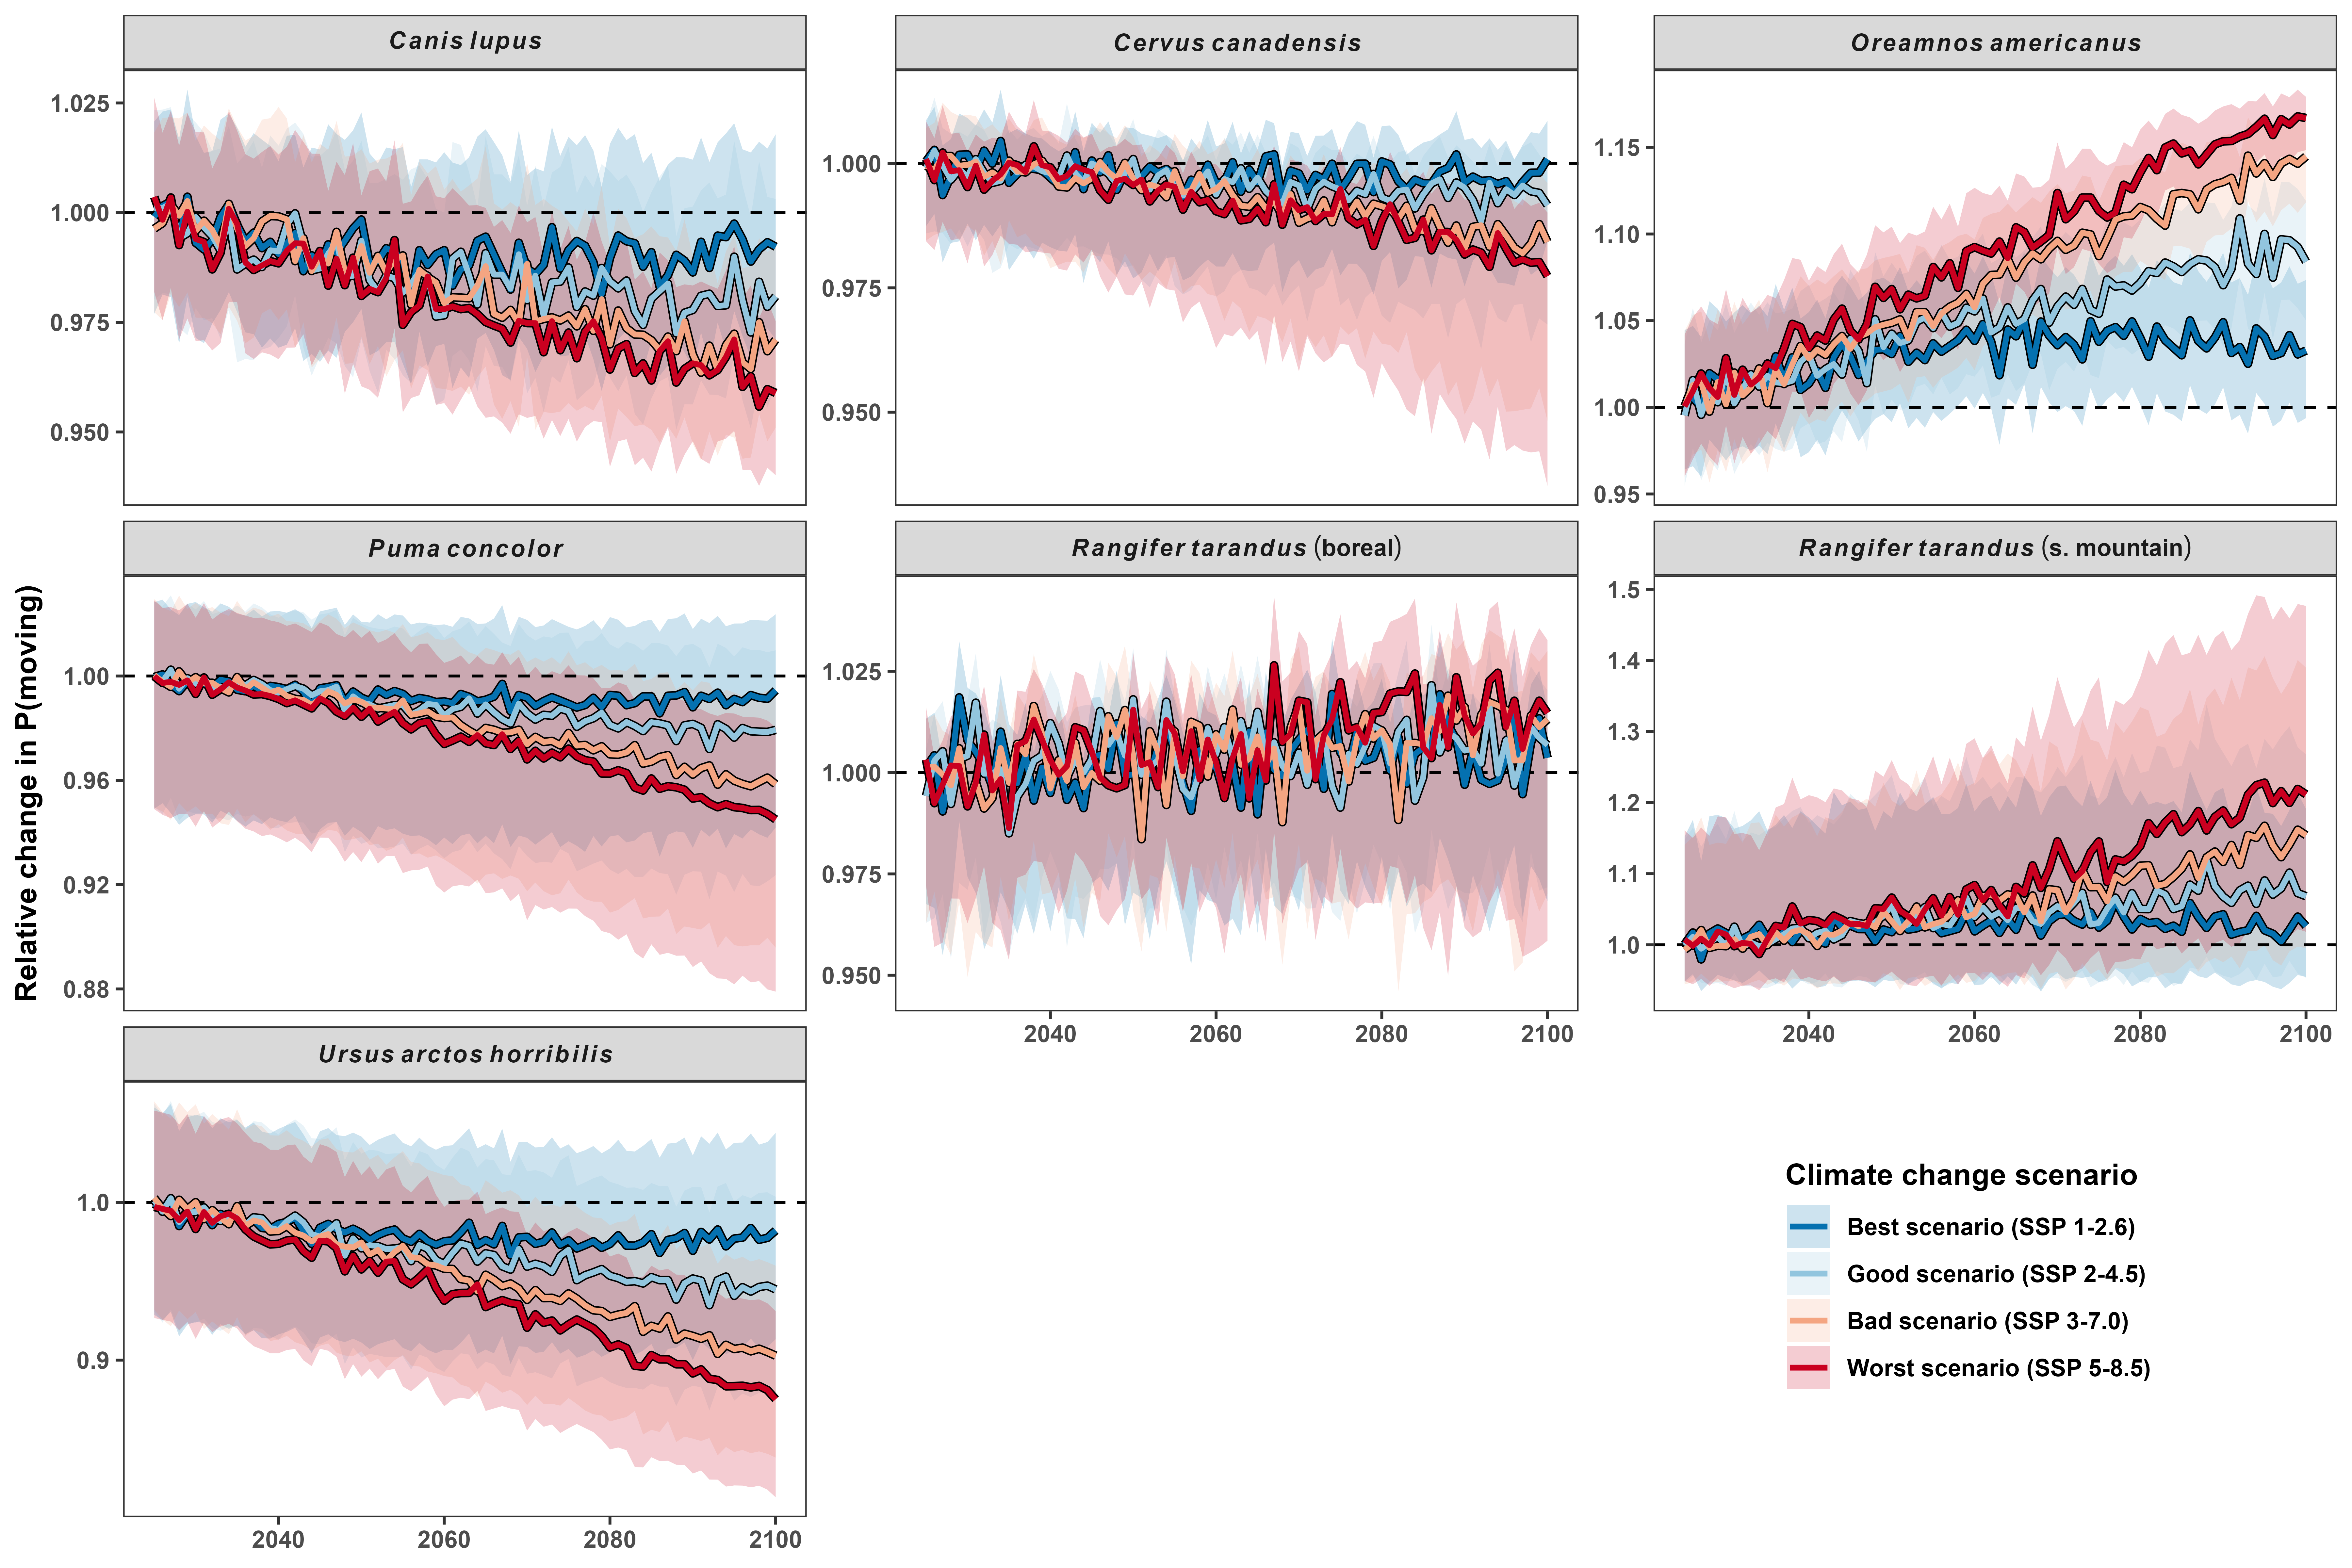 Canis lupus
Cervus canadensis
Oreamnos americanus
1.025
1.000
0.975
0.950
1.000
0.975
0.950
1.15
1.10
1.05
1.00
0.95
Relative change in P(moving)
Puma concolor
Rangifer tarandus (boreal)
Rangifer tarandus (s. mountain)
1.00
0.96
0.92
0.88
1.025
1.000
0.975
0.950
2040 2060 2080 2100
1.5
1.4
1.3
1.2
1.1
1.0
2040 2060 2080 2100
Ursus arctos horribilis
1.0
0.9
2040 2060 2080 2100
Climate change scenario
Best scenario (SSP 1-2.6)
Good scenario (SSP 2-4.5)
Bad scenario (SSP 3-7.0)
Worst scenario (SSP 5-8.5)